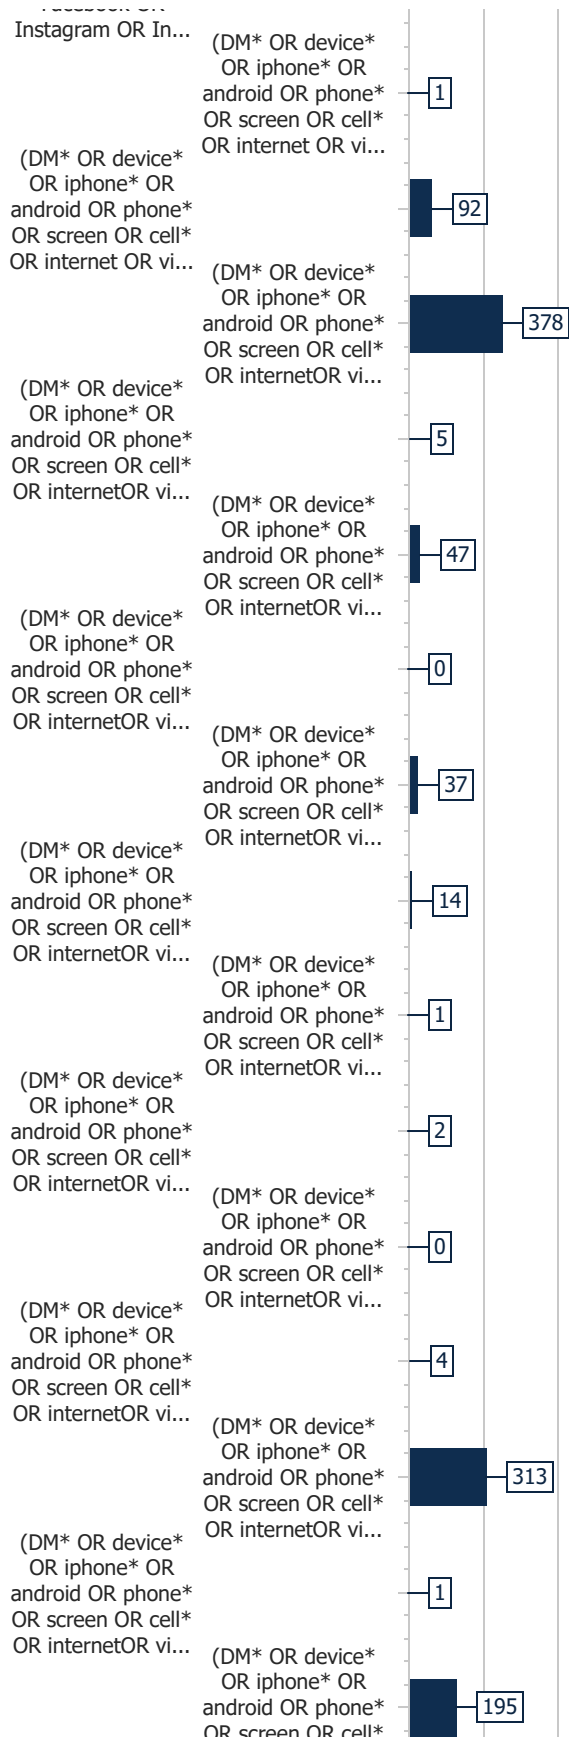 Facebook OR
Instagram OR In...
(DM* OR device*
OR iphone* OR
android OR phone*
OR screen OR cell*
OR internet OR vi...
1
(DM* OR device*
OR iphone* OR
android OR phone*
OR screen OR cell*
OR internet OR vi...
92
(DM* OR device*
OR iphone* OR
android OR phone*
OR screen OR cell*
OR internetOR vi...
378
(DM* OR device*
OR iphone* OR
android OR phone*
OR screen OR cell*
OR internetOR vi...
5
(DM* OR device*
OR iphone* OR
android OR phone*
OR screen OR cell*
OR internetOR vi...
47
(DM* OR device*
OR iphone* OR
android OR phone*
OR screen OR cell*
OR internetOR vi...
0
(DM* OR device*
OR iphone* OR
android OR phone*
OR screen OR cell*
OR internetOR vi...
37
(DM* OR device*
OR iphone* OR
android OR phone*
OR screen OR cell*
OR internetOR vi...
14
(DM* OR device*
OR iphone* OR
android OR phone*
OR screen OR cell*
OR internetOR vi...
1
(DM* OR device*
OR iphone* OR
android OR phone*
OR screen OR cell*
OR internetOR vi...
2
(DM* OR device*
OR iphone* OR
android OR phone*
OR screen OR cell*
OR internetOR vi...
0
(DM* OR device*
OR iphone* OR
android OR phone*
OR screen OR cell*
OR internetOR vi...
4
(DM* OR device*
OR iphone* OR
android OR phone*
OR screen OR cell*
OR internetOR vi...
313
(DM* OR device*
OR iphone* OR
android OR phone*
OR screen OR cell*
OR internetOR vi...
1
(DM* OR device*
OR iphone* OR
android OR phone*
OR screen OR cell*
195